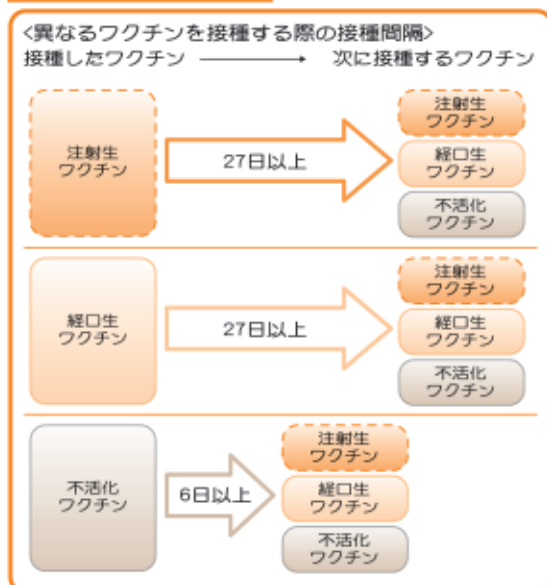 <異なるワクチンを接種する際の接種間隔>
接種したワクチン ────→ 次に接種するワクチン
注射生
ワクチン
27日以上
注射生
ワクチン
経口生
ワクチン
不活化
ワクチン
経口生
ワクチン
27日以上
注射生
ワクチン
経口生
ワクチン
不活化
ワクチン
不活化
ワクチン
6日以上
注射生
ワクチン
経口生
ワクチン
不活化
ワクチン